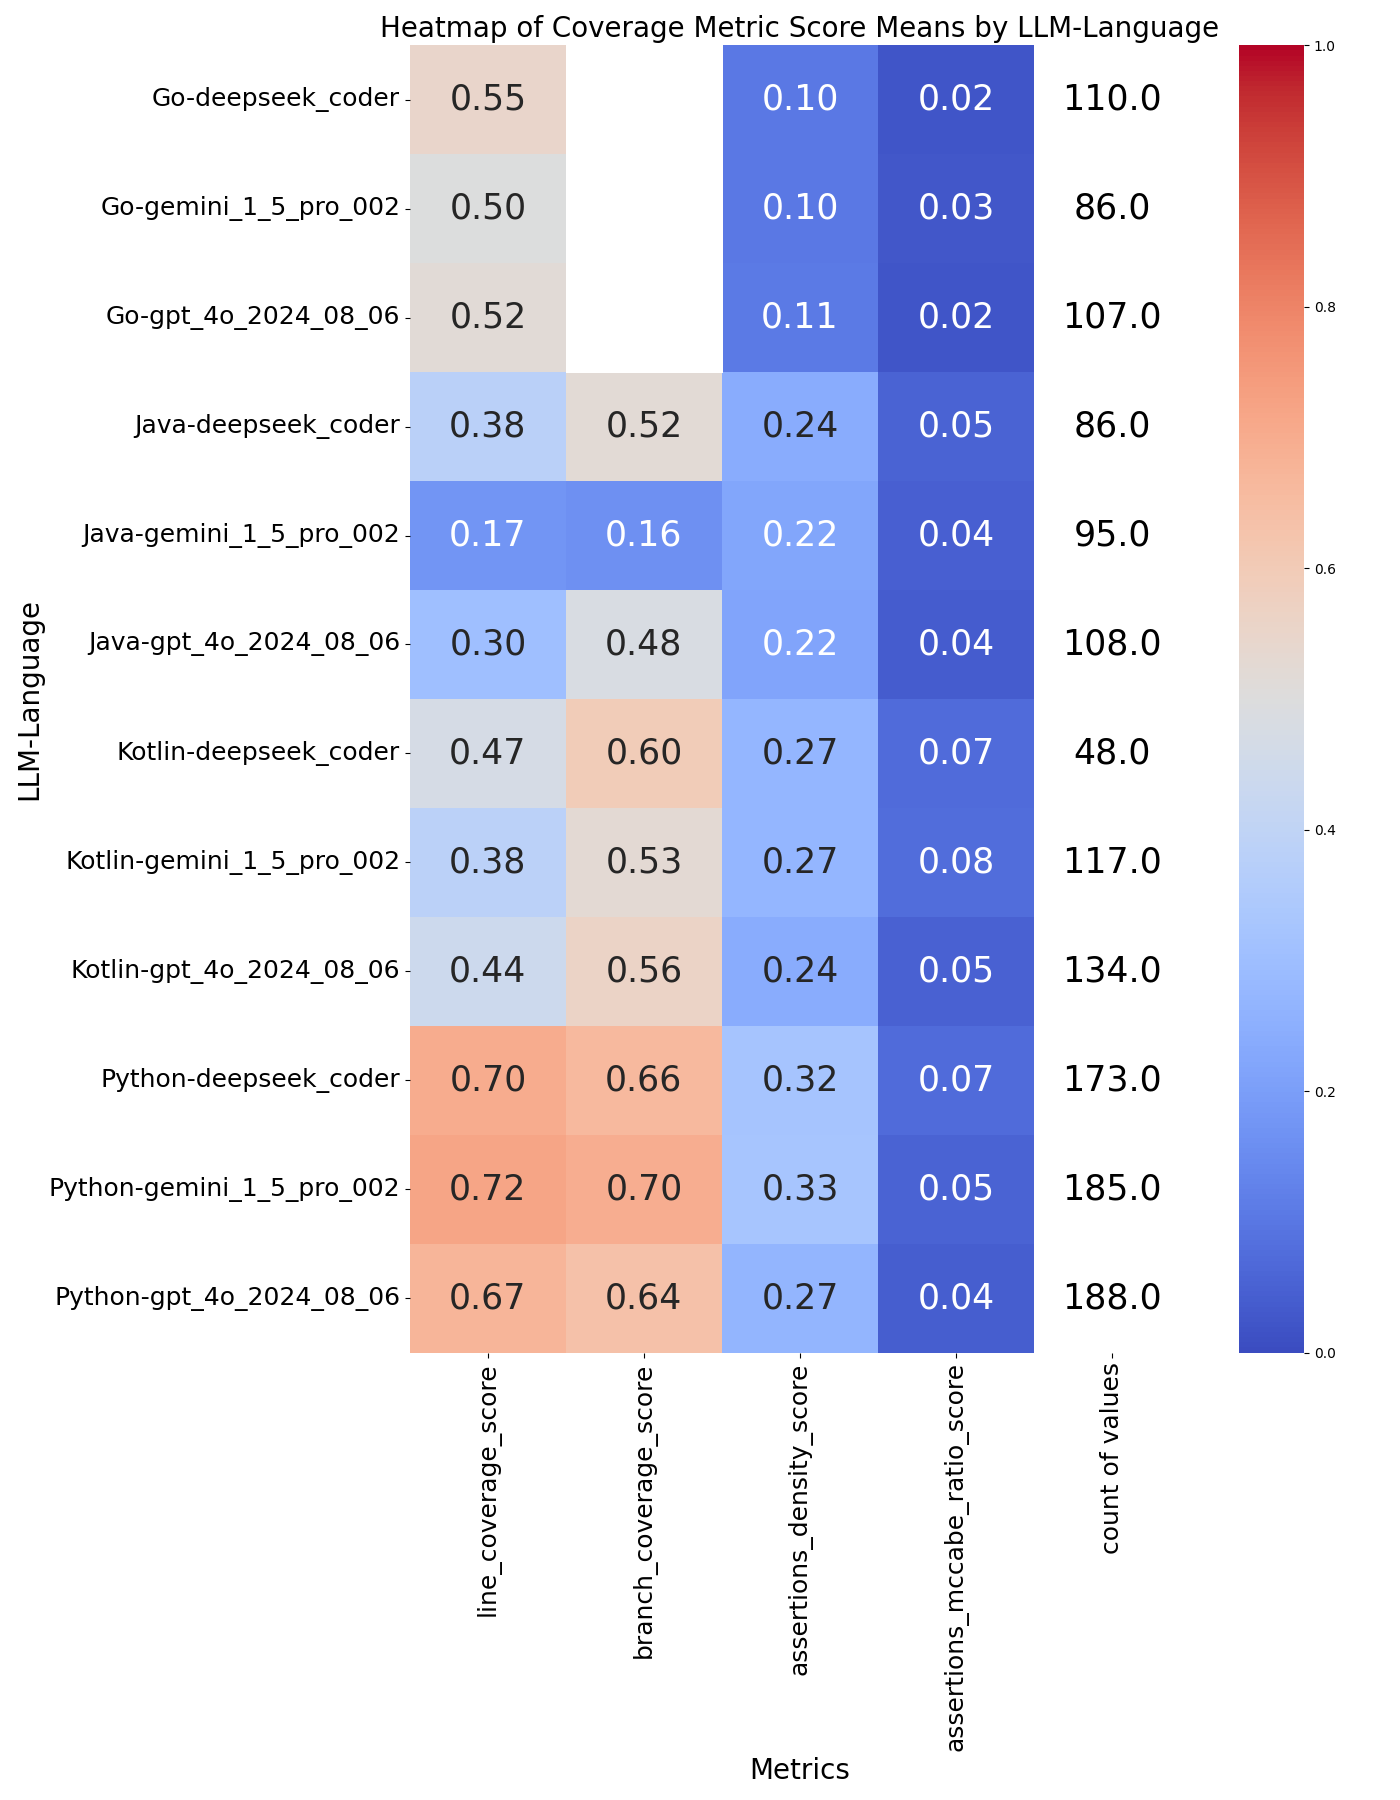 Heatmap of Coverage Metric Score Means by LLM-Language
LLM-Language
Go-deepseek_coder 0.55 0.10 0.02 110.0
Go-gemini_1_5_pro_002 0.50 0.10 0.03 86.0
Go-gpt_4o_2024_08_06 0.52 0.11 0.02 107.0
Java-deepseek_coder 0.38 0.52 0.24 0.05 86.0
Java-gemini_1_5_pro_002 0.17 0.16 0.22 0.04 95.0
Java-gpt_4o_2024_08_06 0.30 0.48 0.22 0.04 108.0
Kotlin-deepseek_coder 0.47 0.60 0.27 0.07 48.0
Kotlin-gemini_1_5_pro_002 0.38 0.53 0.27 0.08 117.0
Kotlin-gpt_4o_2024_08_06 0.44 0.56 0.24 0.05 134.0
Python-deepseek_coder 0.70 0.66 0.32 0.07 173.0
Python-gemini_1_5_pro_002 0.72 0.70 0.33 0.05 185.0
Python-gpt_4o_2024_08_06 0.67 0.64 0.27 0.04 188.0
line_coverage_score
branch_coverage_score
assertions_density_score
assertions_mccabe_ratio_score
count of values
Metrics
1.0
0.8
0.6
0.4
0.2
0.0